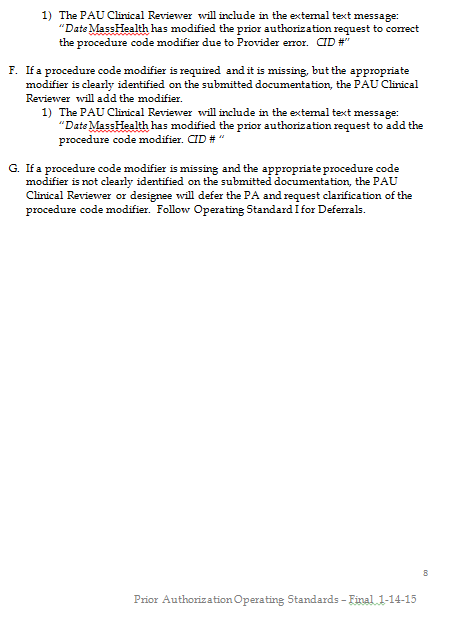 1) The PAU Clinical Reviewer will include in the external text message:
"Date MassHealth has modified the prior authorization request to correct
the procedure code modifier due to Provider error. CID #"
F. If a procedure code modifier is required and it is missing, but the appropriate
modifier is clearly identified on the submitted documentation, the PAU Clinical
Reviewer will add the modifier.
1) The PAU Clinical Reviewer will include in the external text message:
"Date MassHealth has modified the prior authorization request to add the
procedure code modifier. CID # "
G. If a procedure code modifier is missing and the appropriate procedure code
modifier is not clearly identified on the submitted documentation, the PAU
Clinical Reviewer or designee will defer the PA and request clarification of the
procedure code modifier. Follow Operating Standard I for Deferrals.
8
Prior Authorization Operating Standards – Final 1-14-15